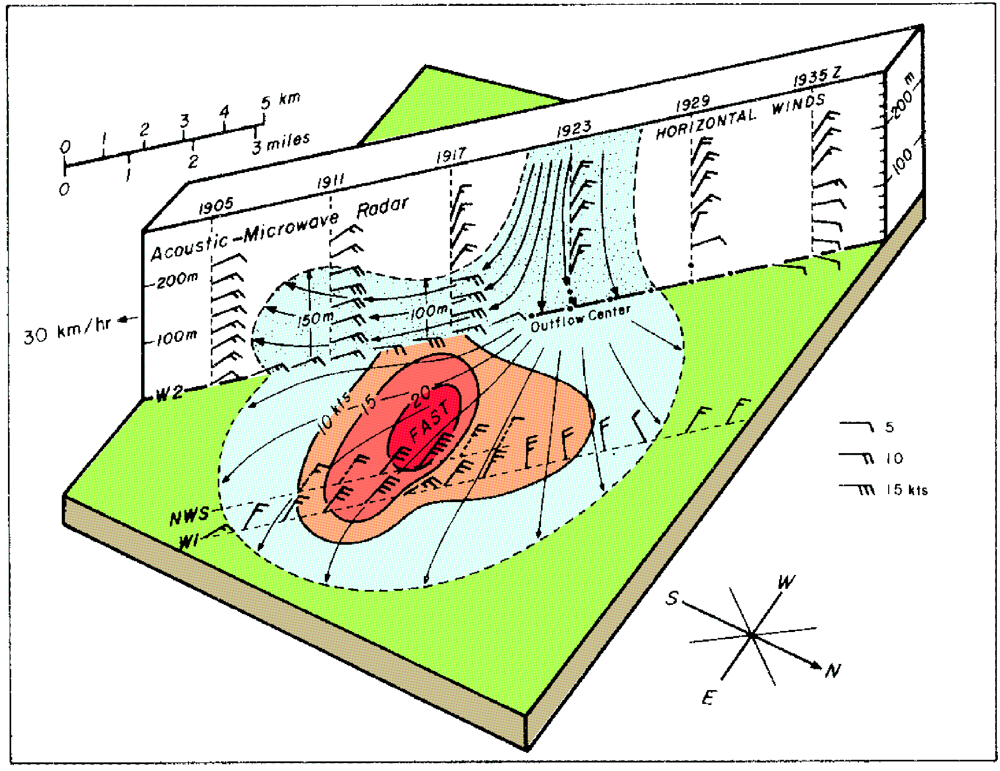 0 1 2 3 4 5 km
0 1 2 3 miles
1905 1911 1917 1923 1929 1935 Z
HORIZONTAL WINDS
Acoustic-Microwave Radar
200 m
100
200m
100m
30 km/hr
150m
100m
Outflow Center
W2
10 kts
15
20
FAST
NWS
W1
5
10
15 kts
S
W
N
E